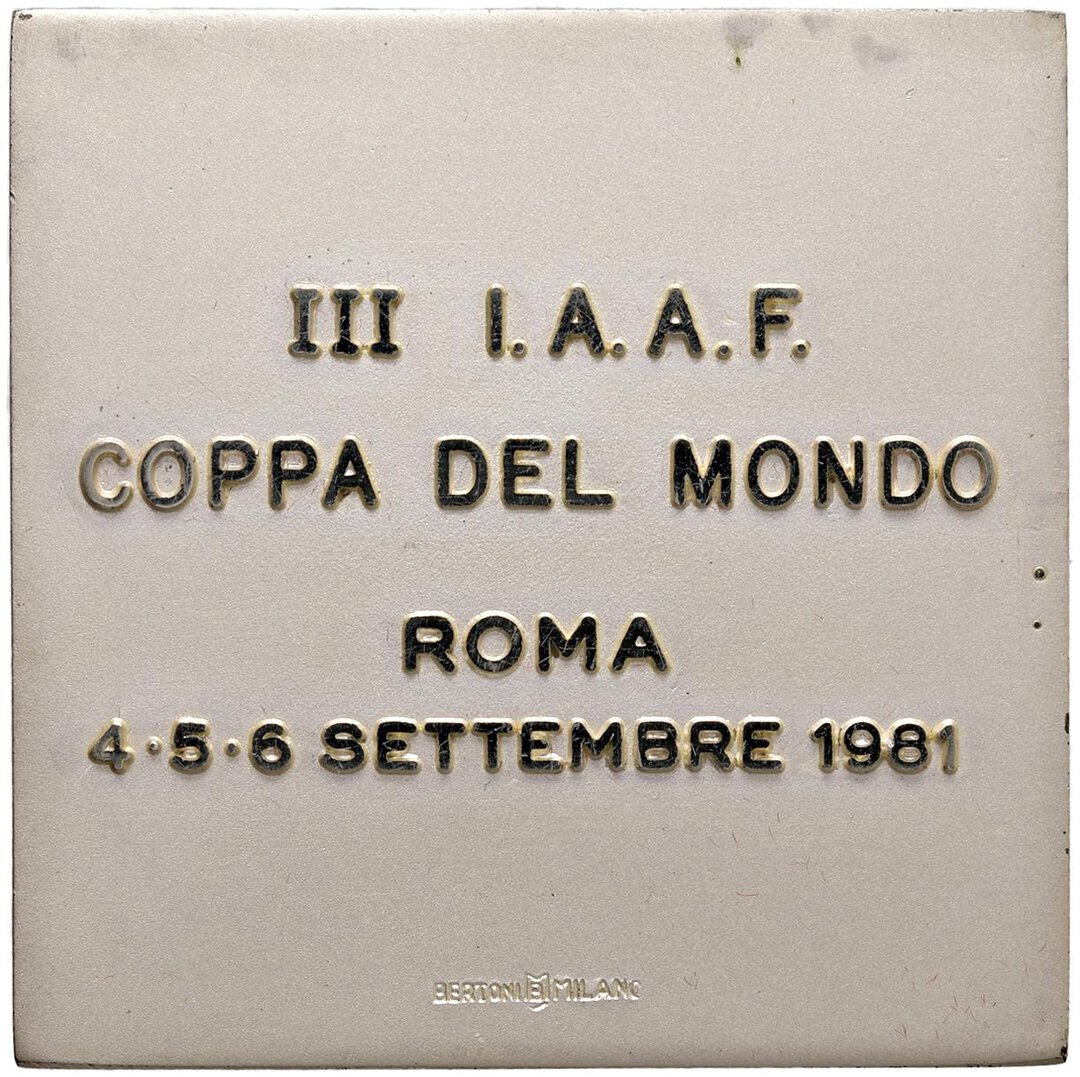 III I.A.A.F.
COPPA DEL MONDO
ROMA
4·5·6 SETTEMBRE 1981
BERTONI MILANO